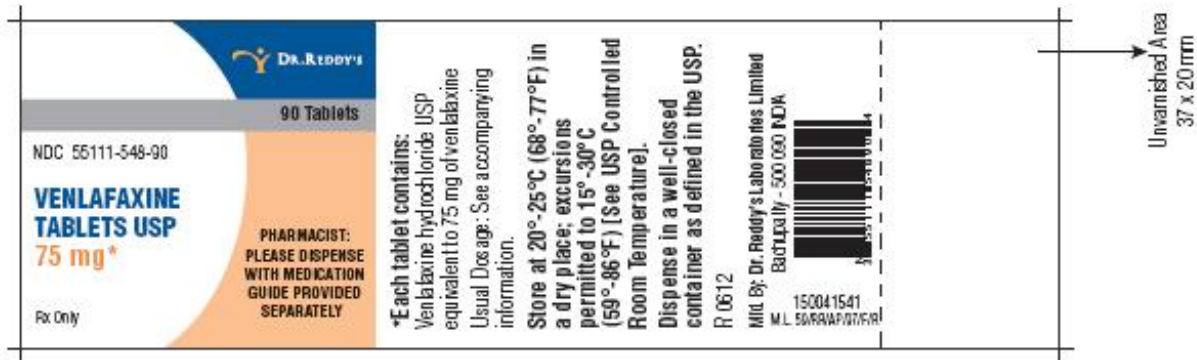 DR.REDDY'S
90 Tablets
NDC 55111-548-90
VENLAFAXINE
TABLETS USP
75 mg*
PHARMACIST:
PLEASE DISPENSE
WITH MEDICATION
GUIDE PROVIDED
SEPARATELY
Rx Only
*Each tablet contains:
Venlafaxine hydrochloride USP
equivalent to 75 mg of venlafaxine
Usual Dosage: See accompanying
information.
Store at 20°-25°C (68°-77°F) in
a dry place; excursions
permitted to 15°-30°C
(59°-86°F) [See USP Controlled
Room Temperature].
Dispense in a well-closed
container as defined in the USP.
R 0612
Mfd. By: Dr. Reddy's Laboratories Limited
Bachupally - 500 090 INDIA
150041541
M.L. 59/RR/AP/97/F/R
Unvarnished Area
37 x 20 mm